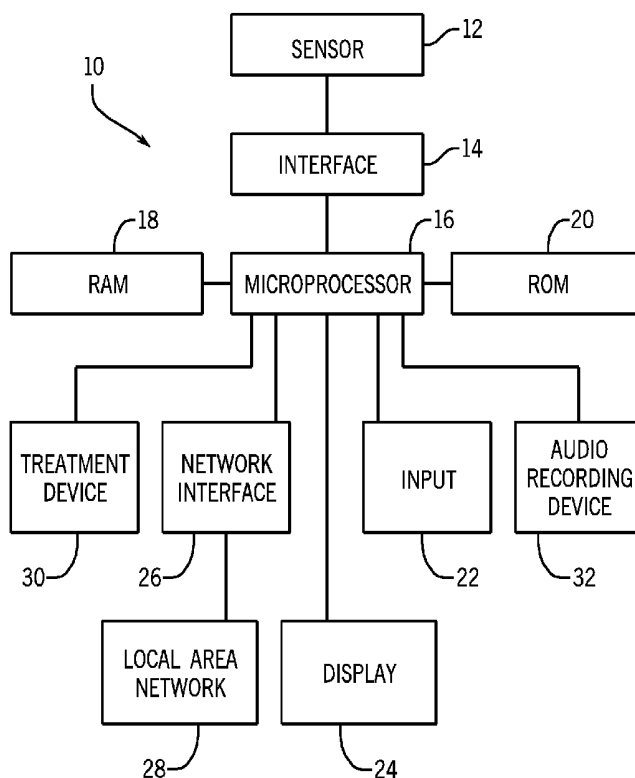 12
SENSOR
10
14
INTERFACE
18
16
20
RAM
MICROPROCESSOR
ROM
TREATMENT
DEVICE
NETWORK
INTERFACE
INPUT
AUDIO
RECORDING
DEVICE
30
26
22
32
LOCAL AREA
NETWORK
DISPLAY
28
24